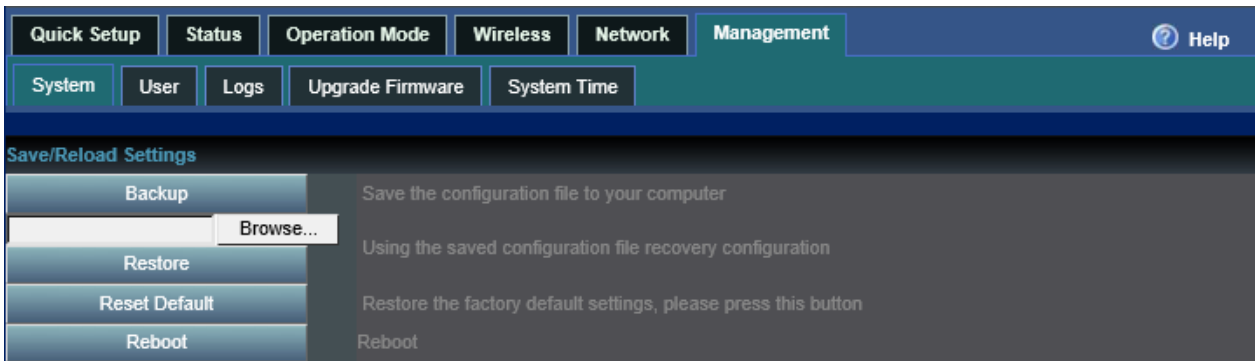 Quick Setup Status Operation Mode Wireless Network Management ? Help
System User Logs Upgrade Firmware System Time
Save/Reload Settings
Backup Save the configuration file to your computer
Browse...
Using the saved configuration file recovery configuration
Restore
Reset Default Restore the factory default settings, please press this button
Reboot Reboot